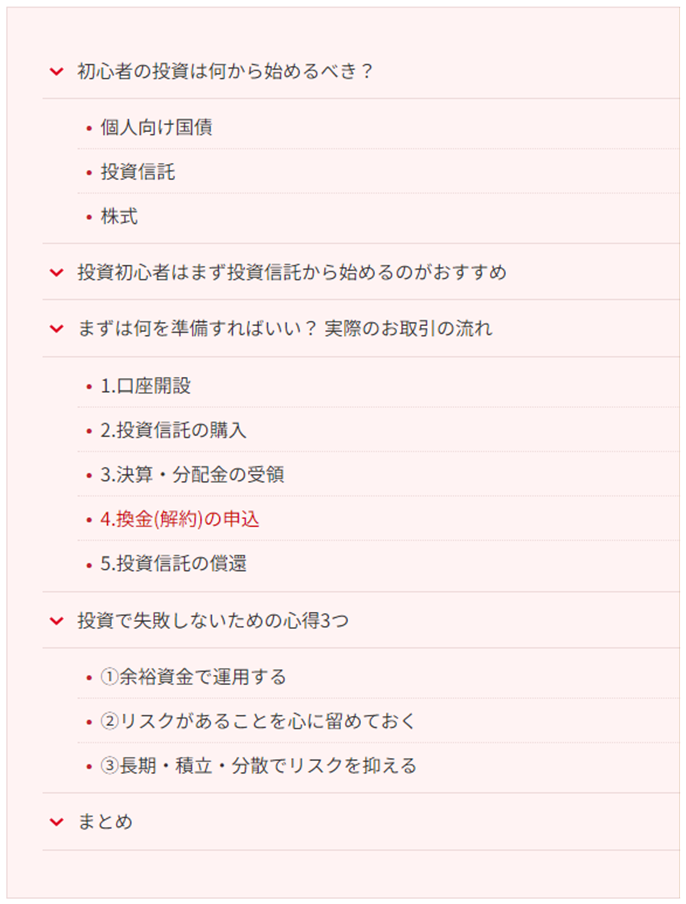 初心者の投資は何から始めるべき？
個人向け国債
投資信託
株式
投資初心者はまず投資信託から始めるのがおすすめ
まずは何を準備すればいい？ 実際のお取引の流れ
1.口座開設
2.投資信託の購入
3.決算・分配金の受領
4.換金(解約)の申込
5.投資信託の償還
投資で失敗しないための心得3つ
①余裕資金で運用する
②リスクがあることを心に留めておく
③長期・積立・分散でリスクを抑える
まとめ